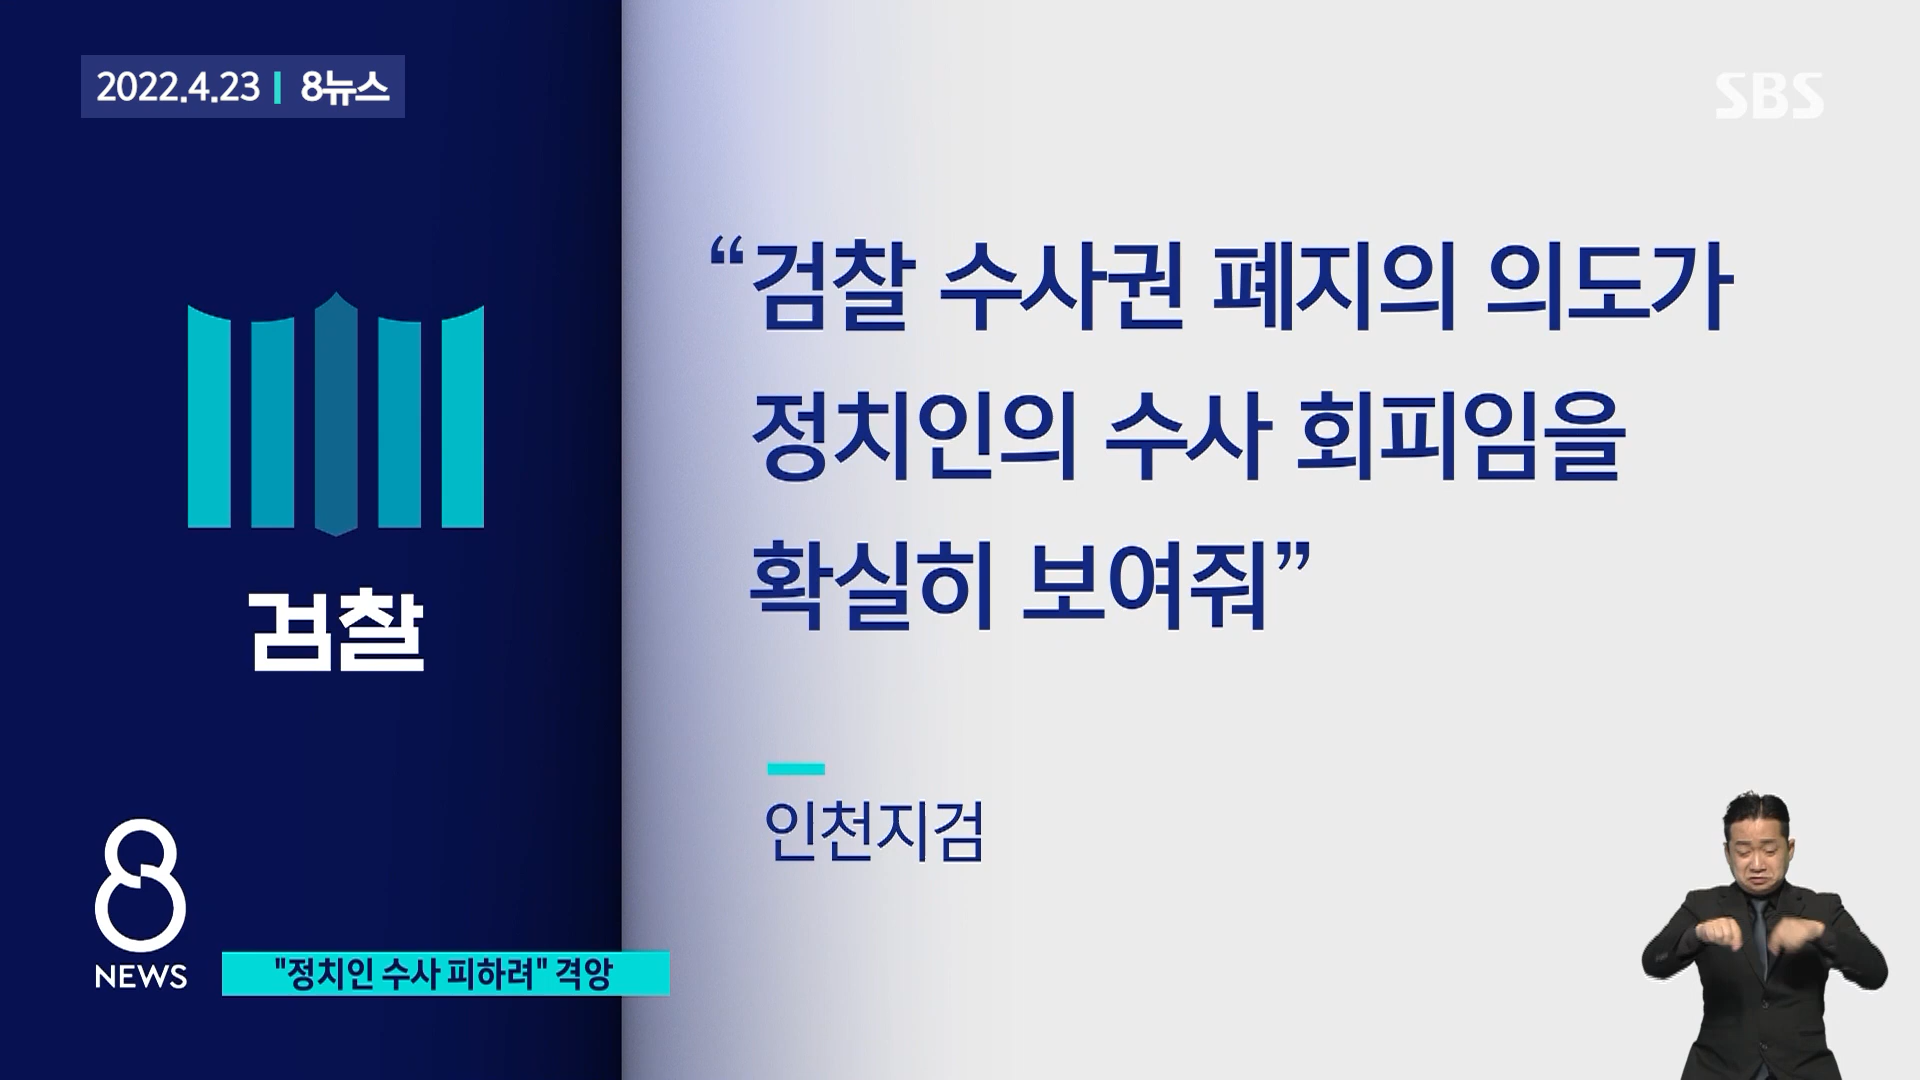 2022.4.23 | 8뉴스
SBS
“검찰 수사권 폐지의 의도가
정치인의 수사 회피임을
확실히 보여줘”
검찰
인천지검
8
NEWS
"정치인 수사 피하려" 격앙